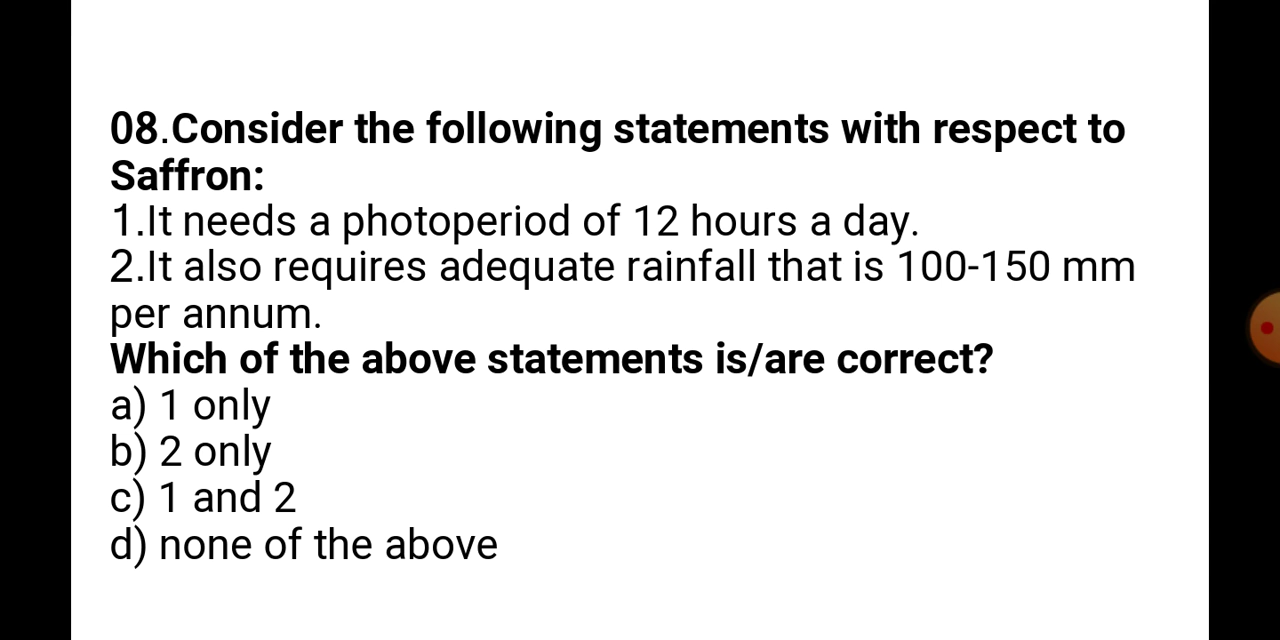 08.Consider the following statements with respect to
Saffron:
1.It needs a photoperiod of 12 hours a day.
2.It also requires adequate rainfall that is 100-150 mm
per annum.
Which of the above statements is/are correct?
a) 1 only
b) 2 only
c) 1 and 2
d) none of the above